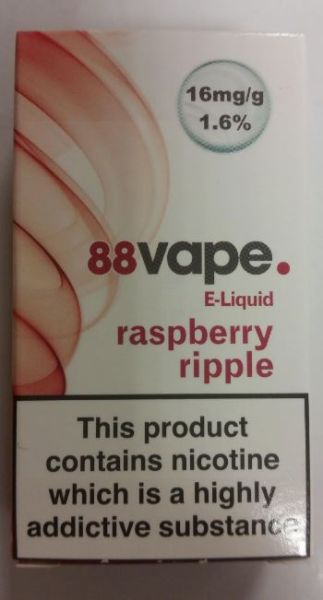 16mg/g
1.6%
88vape.
E-Liquid
raspberry
ripple
This product
contains nicotine
which is a highly
addictive substance